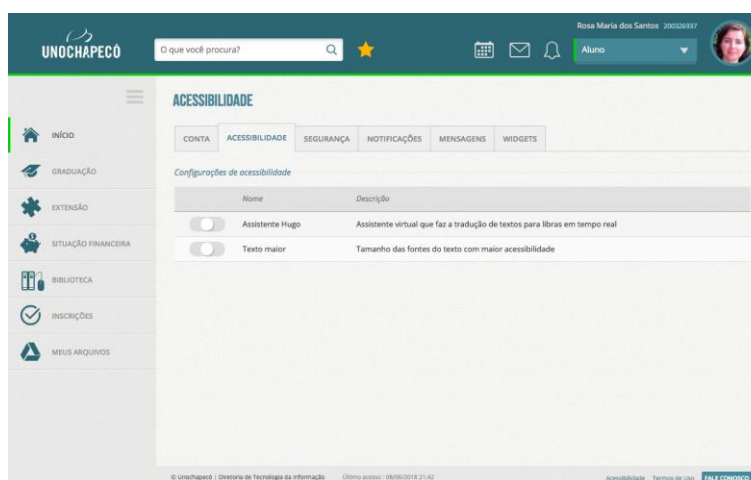 UNOCHAPECÓ
O que você procura?
Rosa Maria dos Santos 200326937
Aluno
INÍCIO
GRADUAÇÃO
EXTENSÃO
SITUAÇÃO FINANCEIRA
BIBLIOTECA
INSCRIÇÕES
MEUS ARQUIVOS
ACESSIBILIDADE
CONTA ACESSIBILIDADE SEGURANÇA NOTIFICAÇÕES MENSAGENS WIDGETS
Configurações de acessibilidade
Nome Descrição
Assistente Hugo Assistente virtual que faz a tradução de textos para libras em tempo real
Texto maior Tamanho das fontes do texto com maior acessibilidade
© Unochapecó | Diretoria de Tecnologia da Informação Último acesso : 08/06/2018 21:42 Acessibilidade Termos de Uso FALE CONOSCO